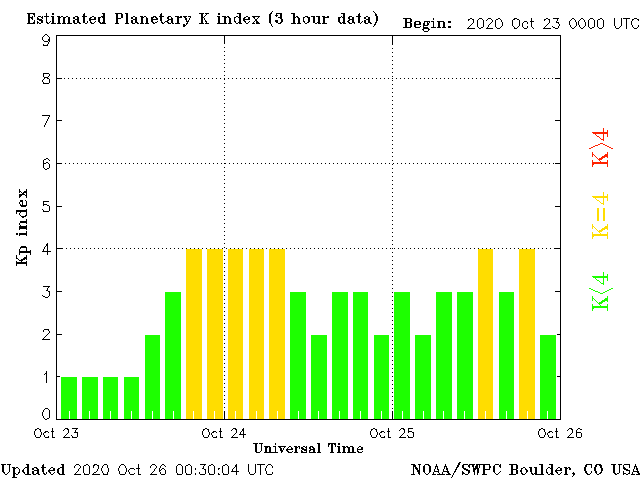 Estimated Planetary K index (3 hour data)
Begin: 2020 Oct 23 0000 UTC
9
8
7
6
5
4
3
2
1
0
Kp index
K>4
K=4
K<4
Oct 23
Oct 24
Oct 25
Oct 26
Universal Time
Updated 2020 Oct 26 00:30:04 UTC
NOAA/SWPC Boulder, CO USA